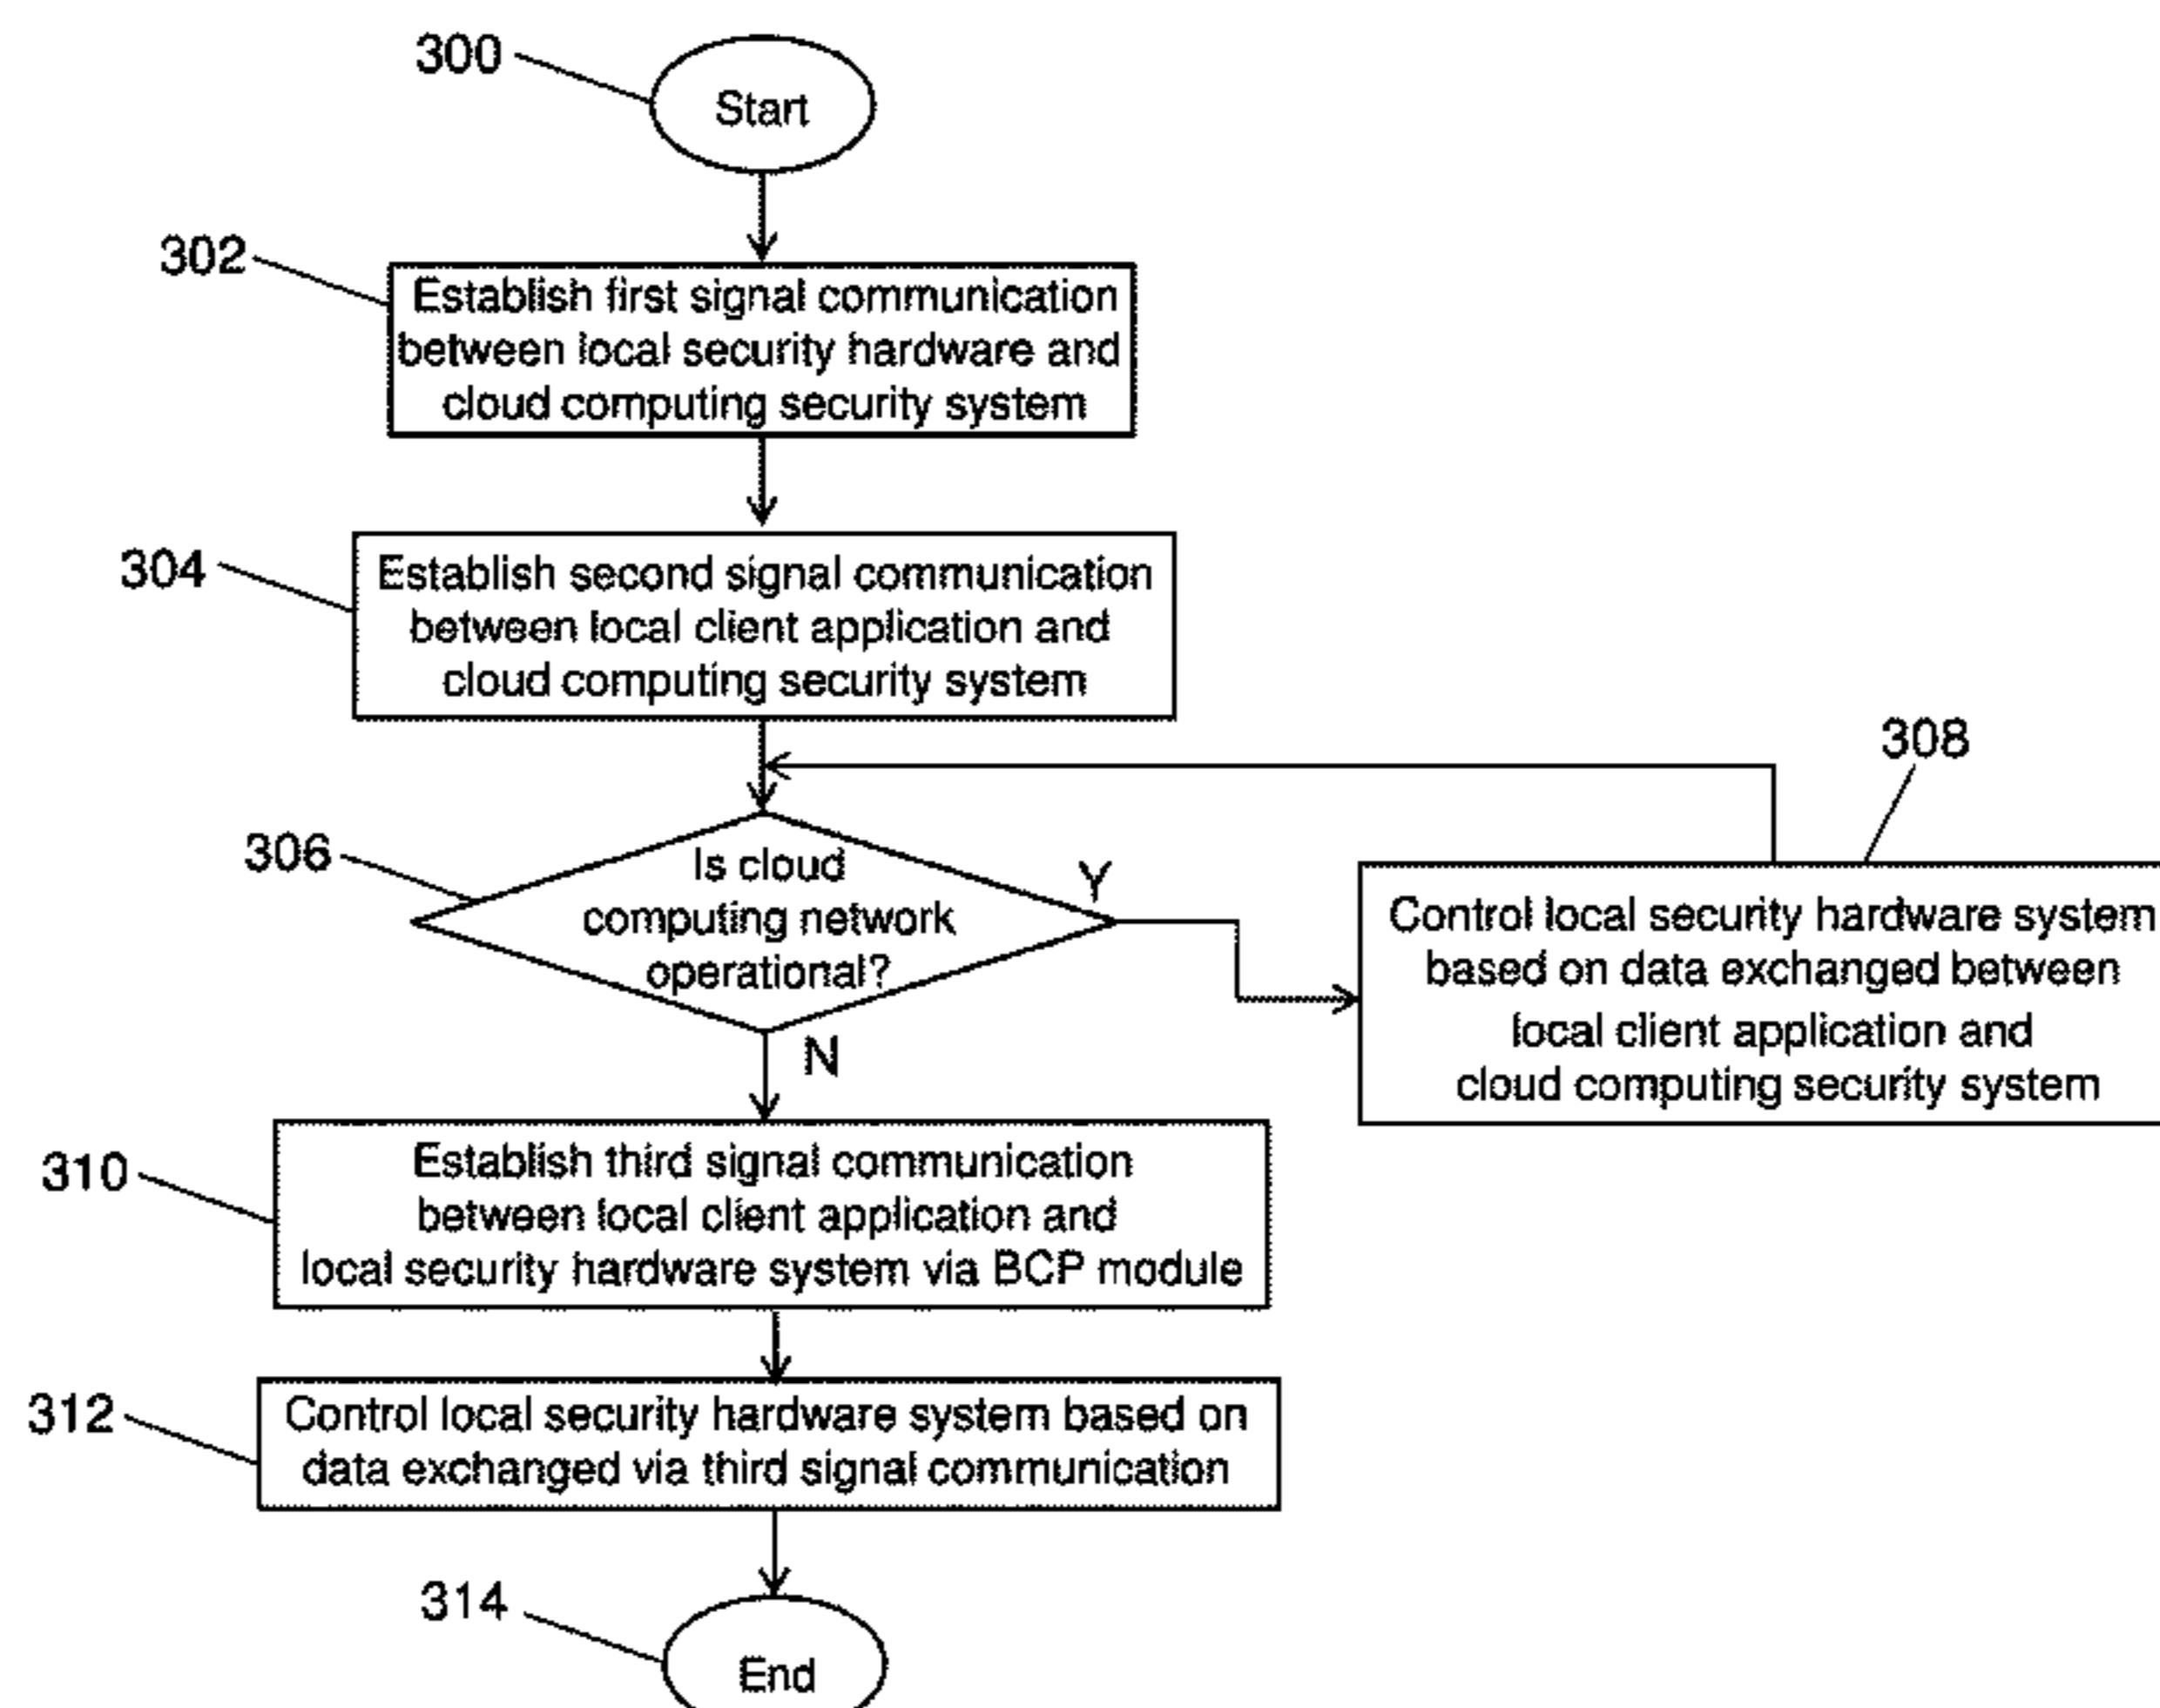 300
Start
302
Establish first signal communication
between local security hardware and
cloud computing security system
304
Establish second signal communication
between local client application and
cloud computing security system
306
Is cloud
computing network
operational?
Y
N
308
Control local security hardware system
based on data exchanged between
local client application and
cloud computing security system
310
Establish third signal communication
between local client application and
local security hardware system via BCP module
312
Control local security hardware system based on
data exchanged via third signal communication
314
End